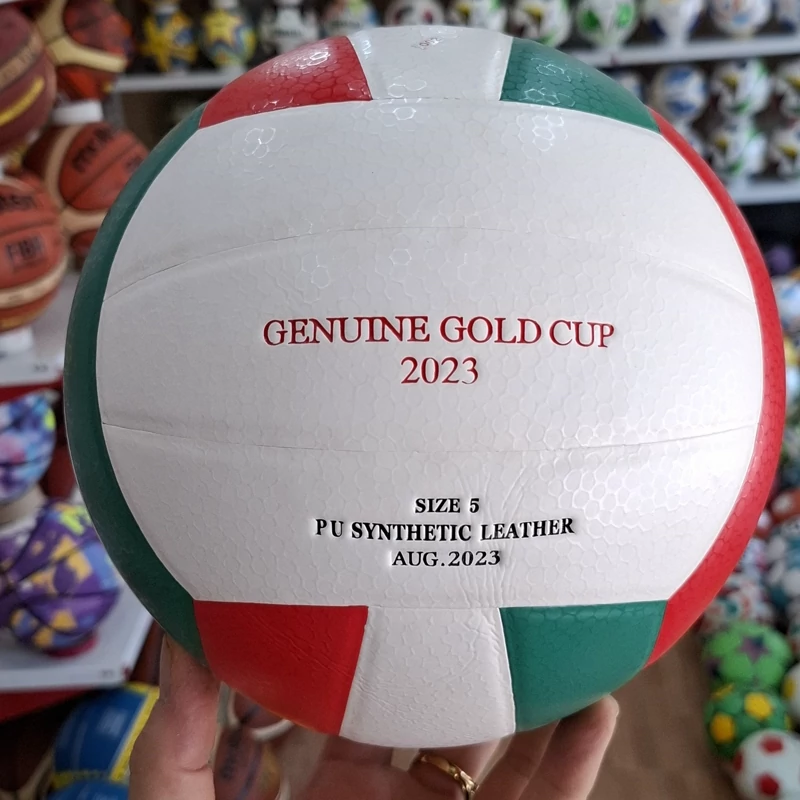 GENUINE GOLD CUP
2023
SIZE 5
PU SYNTHETIC LEATHER
AUG.2023